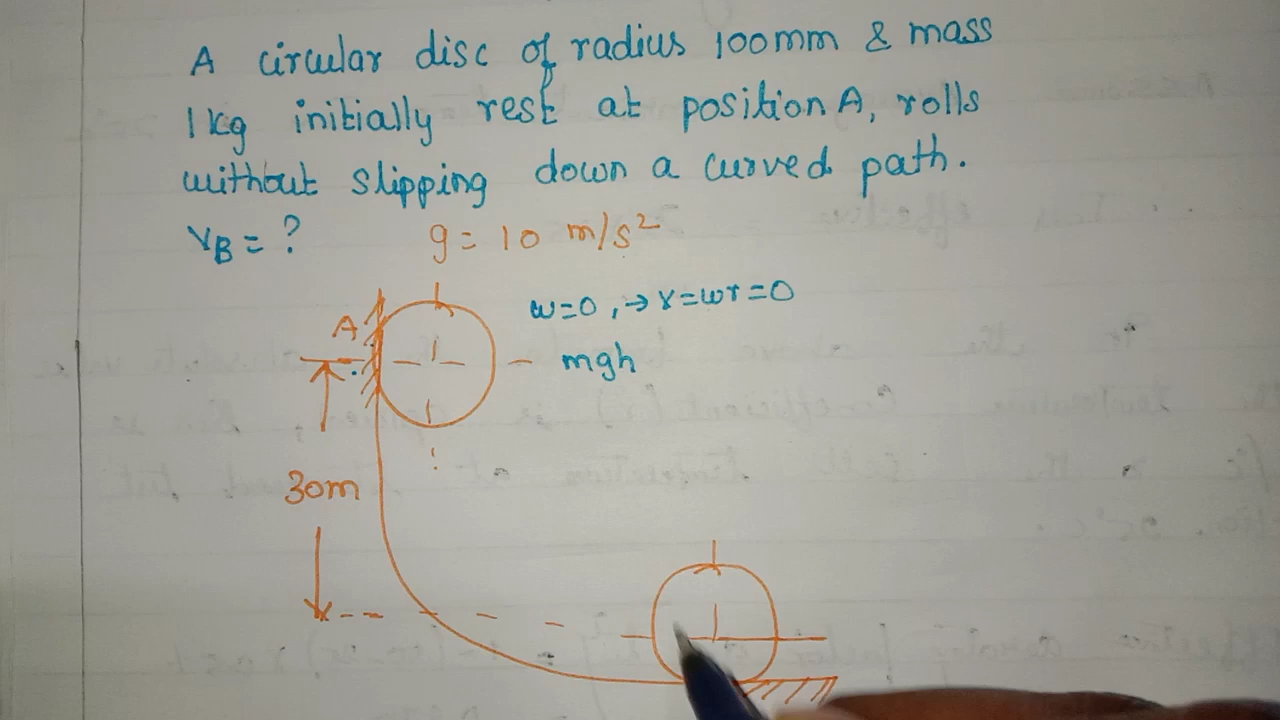 A circular disc of radius 100mm & mass
1kg initially rest at position A, rolls
without slipping down a curved path.
VB = ? g = 10 m/s²
ω=0, → v=ωr=0
A
mgh
30m